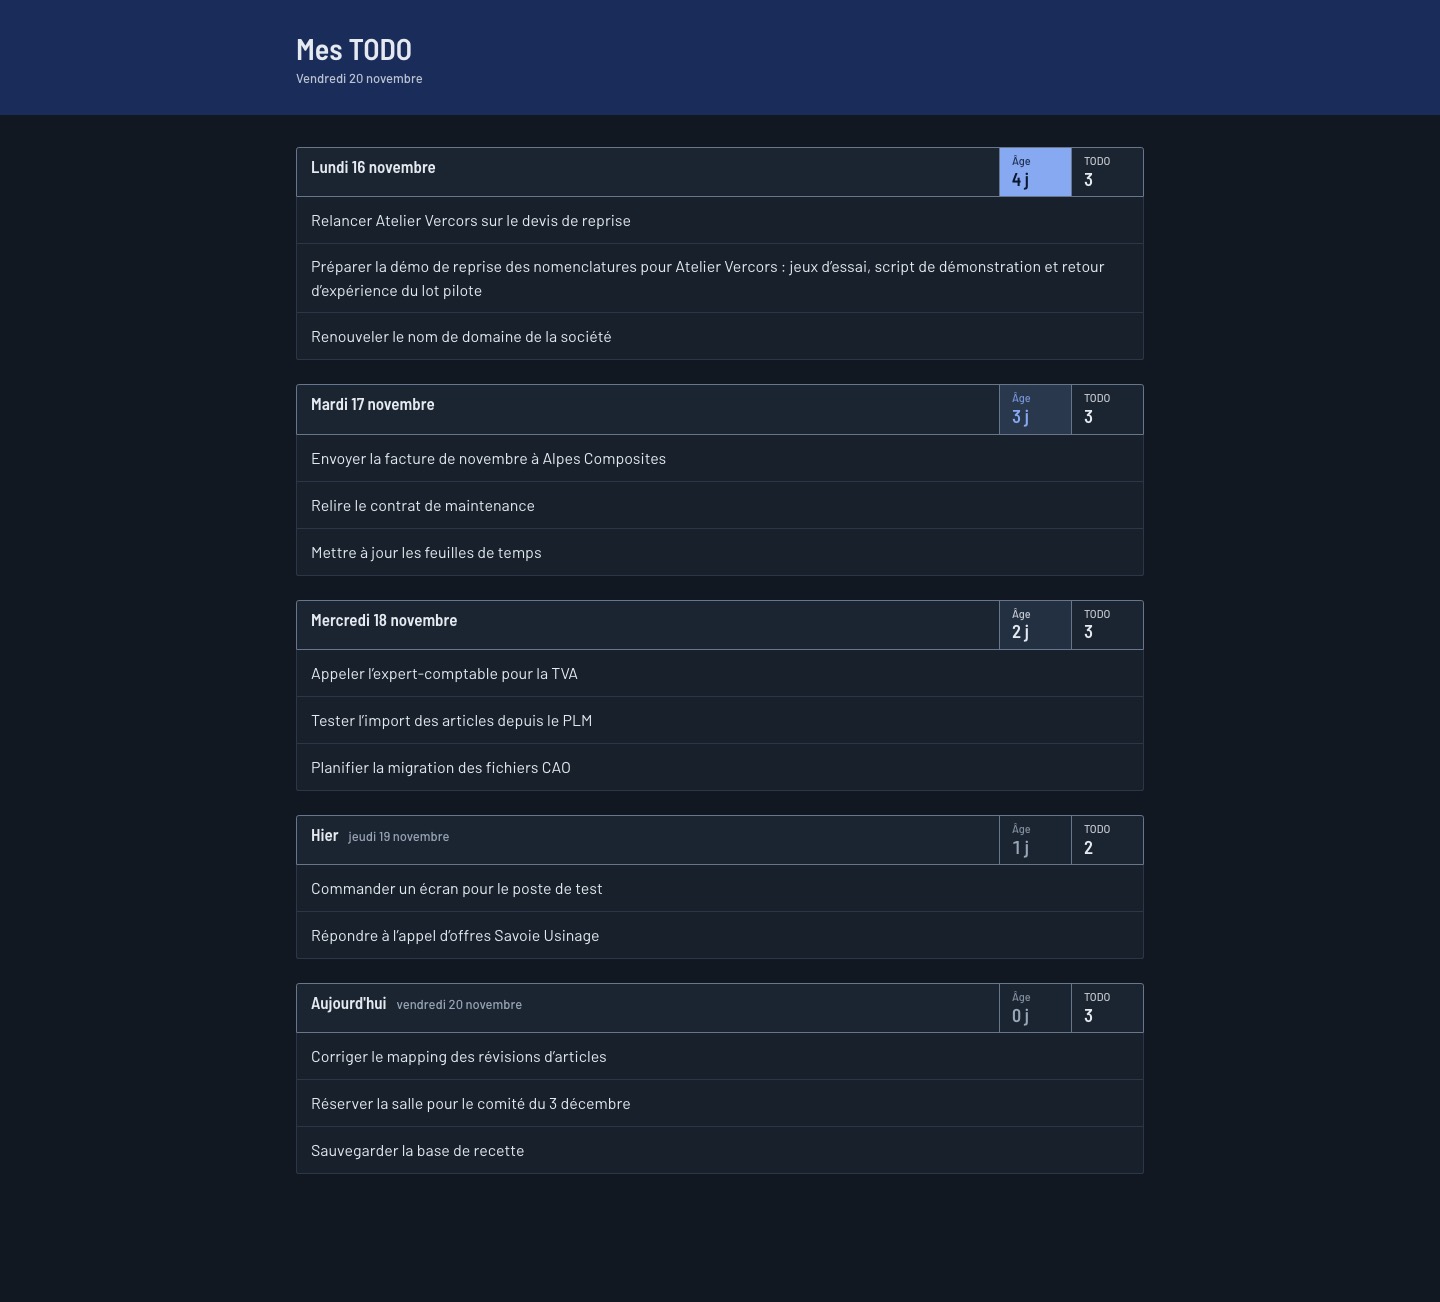 Mes TODO
Vendredi 20 novembre
Lundi 16 novembre
Âge
4 j
TODO
3
Relancer Atelier Vercors sur le devis de reprise
Préparer la démo de reprise des nomenclatures pour Atelier Vercors : jeux d’essai, script de démonstration et retour
d’expérience du lot pilote
Renouveler le nom de domaine de la société
Mardi 17 novembre
Âge
3 j
TODO
3
Envoyer la facture de novembre à Alpes Composites
Relire le contrat de maintenance
Mettre à jour les feuilles de temps
Mercredi 18 novembre
Âge
2 j
TODO
3
Appeler l’expert-comptable pour la TVA
Tester l’import des articles depuis le PLM
Planifier la migration des fichiers CAO
Hier jeudi 19 novembre
Âge
1 j
TODO
2
Commander un écran pour le poste de test
Répondre à l’appel d’offres Savoie Usinage
Aujourd'hui vendredi 20 novembre
Âge
0 j
TODO
3
Corriger le mapping des révisions d’articles
Réserver la salle pour le comité du 3 décembre
Sauvegarder la base de recette